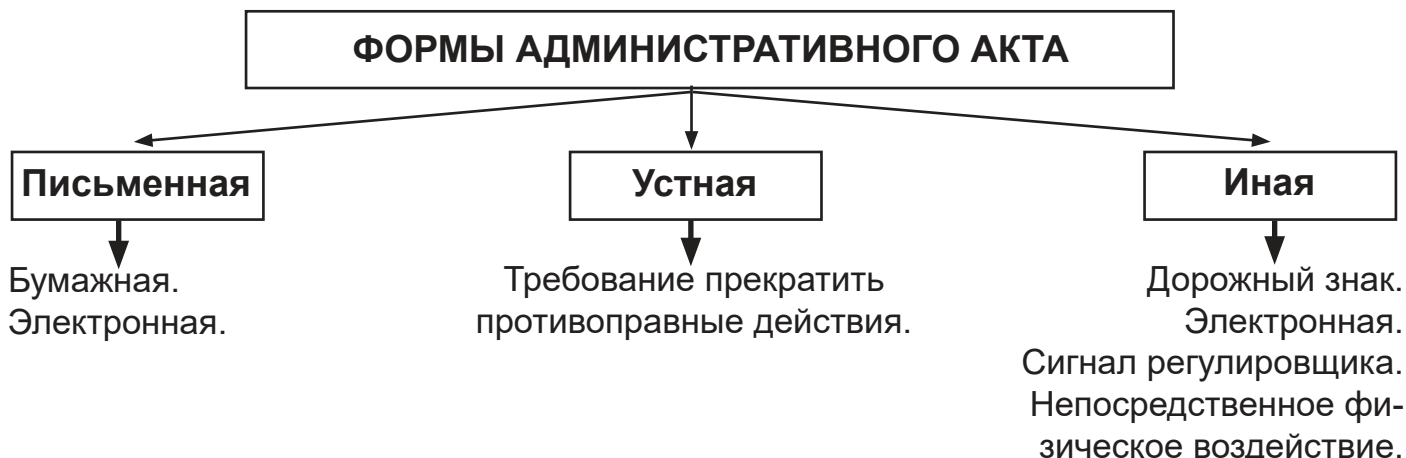 ФОРМЫ АДМИНИСТРАТИВНОГО АКТА
Письменная
Бумажная.
Электронная.
Устная
Требование прекратить
противоправные действия.
Иная
Дорожный знак.
Электронная.
Сигнал регулировщика.
Непосредственное фи-
зическое воздействие.